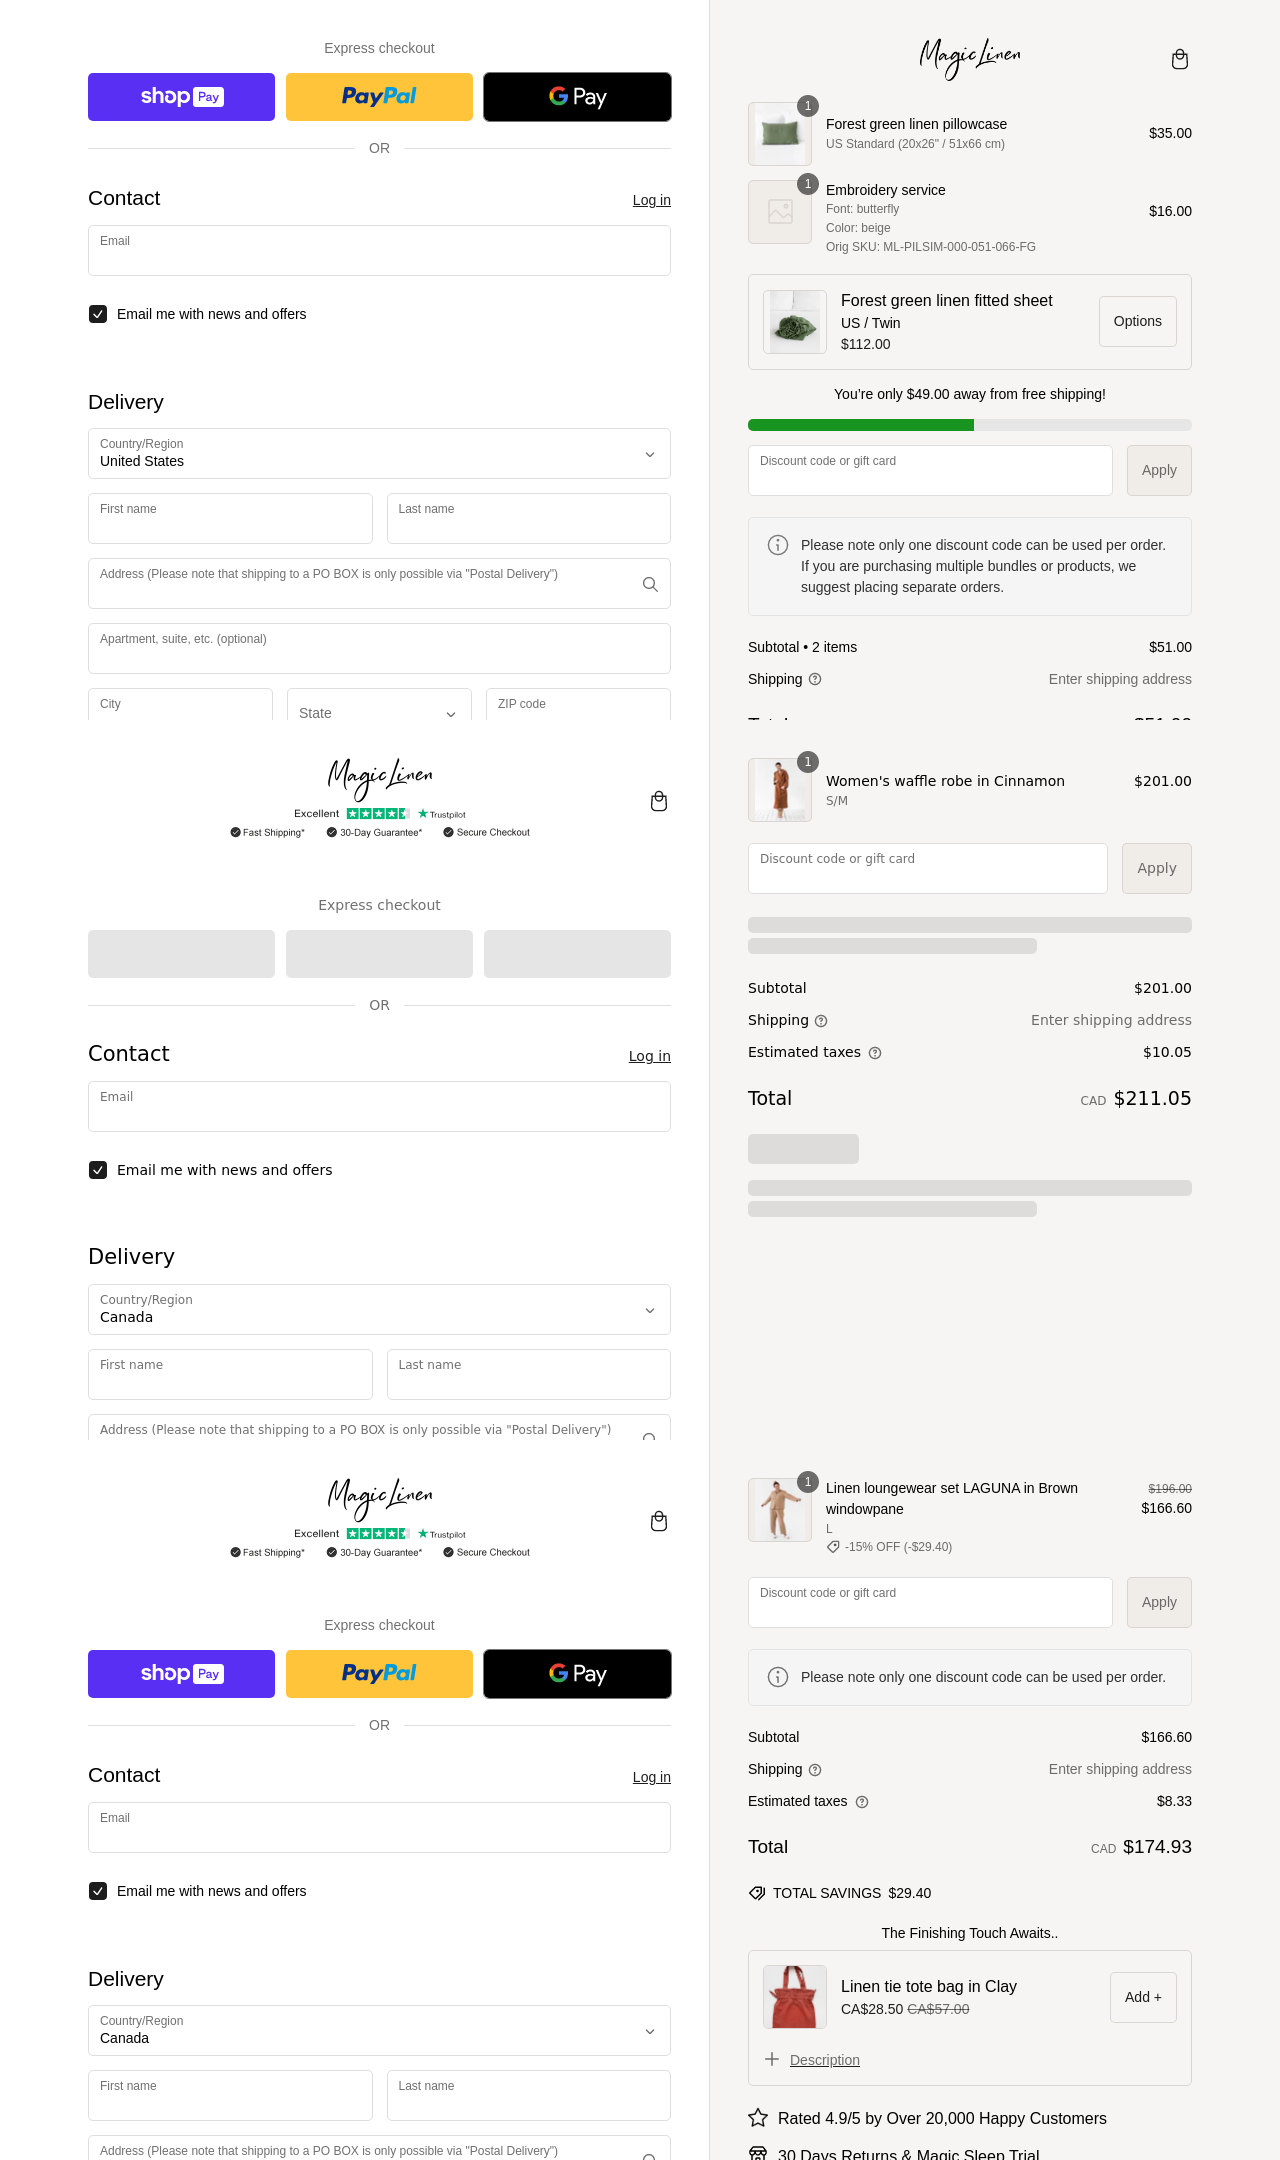 Express checkout
shop Pay
PayPal
G Pay
OR
Contact
Log in
Email
Email me with news and offers
Delivery
Country/Region
United States
First name
Last name
Address (Please note that shipping to a PO BOX is only possible via "Postal Delivery")
Apartment, suite, etc. (optional)
City
State
ZIP code
MagicLinen
1
Forest green linen pillowcase
US Standard (20x26" / 51x66 cm)
$35.00
1
Embroidery service
Font: butterfly
Color: beige
Orig SKU: ML-PILSIM-000-051-066-FG
$16.00
Forest green linen fitted sheet
US / Twin
$112.00
Options
You're only $49.00 away from free shipping!
Discount code or gift card
Apply
Please note only one discount code can be used per order.
If you are purchasing multiple bundles or products, we
suggest placing separate orders.
Subtotal • 2 items
$51.00
Shipping
Enter shipping address
Total
$51.00
MagicLinen
Excellent
Trustpilot
Fast Shipping*
30-Day Guarantee*
Secure Checkout
Express checkout
OR
Contact
Log in
Email
Email me with news and offers
Delivery
Country/Region
Canada
First name
Last name
Address (Please note that shipping to a PO BOX is only possible via "Postal Delivery")
1
Women's waffle robe in Cinnamon
S/M
$201.00
Discount code or gift card
Apply
Subtotal
$201.00
Shipping
Enter shipping address
Estimated taxes
$10.05
Total
CAD $211.05
MagicLinen
Excellent
Trustpilot
Fast Shipping*
30-Day Guarantee*
Secure Checkout
Express checkout
shop Pay
PayPal
G Pay
OR
Contact
Log in
Email
Email me with news and offers
Delivery
Country/Region
Canada
First name
Last name
Address (Please note that shipping to a PO BOX is only possible via "Postal Delivery")
1
Linen loungewear set LAGUNA in Brown
windowpane
L
-15% OFF (-$29.40)
$196.00
$166.60
Discount code or gift card
Apply
Please note only one discount code can be used per order.
Subtotal
$166.60
Shipping
Enter shipping address
Estimated taxes
$8.33
Total
CAD $174.93
TOTAL SAVINGS $29.40
The Finishing Touch Awaits..
Linen tie tote bag in Clay
CA$28.50 CA$57.00
Add +
Description
Rated 4.9/5 by Over 20,000 Happy Customers
30 Days Returns & Magic Sleep Trial